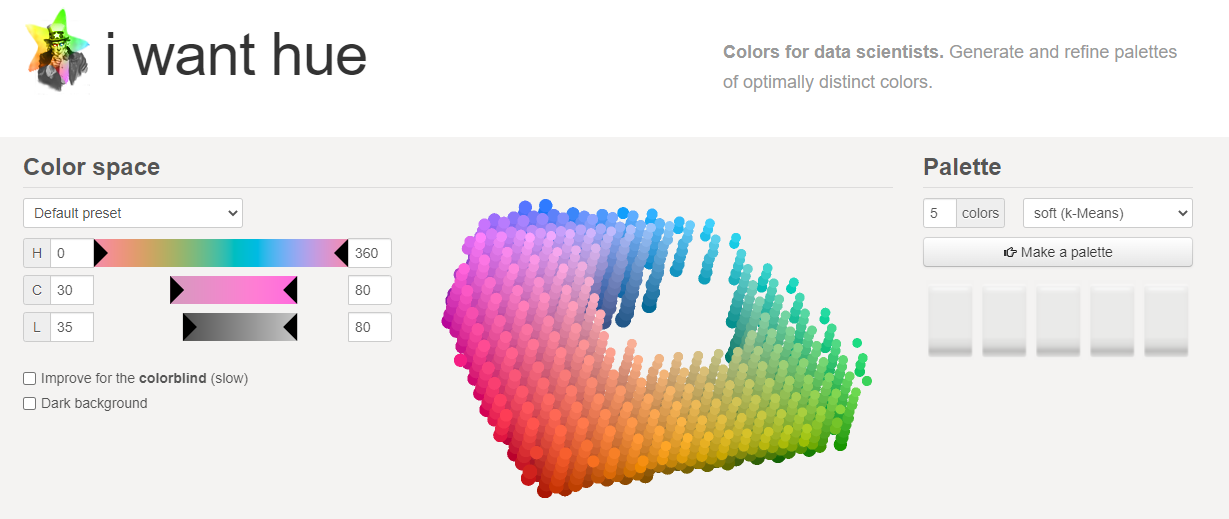 i want hue
Colors for data scientists. Generate and refine palettes
of optimally distinct colors.
Color space
Default preset
H 0 360
C 30 80
L 35 80
Improve for the colorblind (slow)
Dark background
Palette
5 colors soft (k-Means)
Make a palette